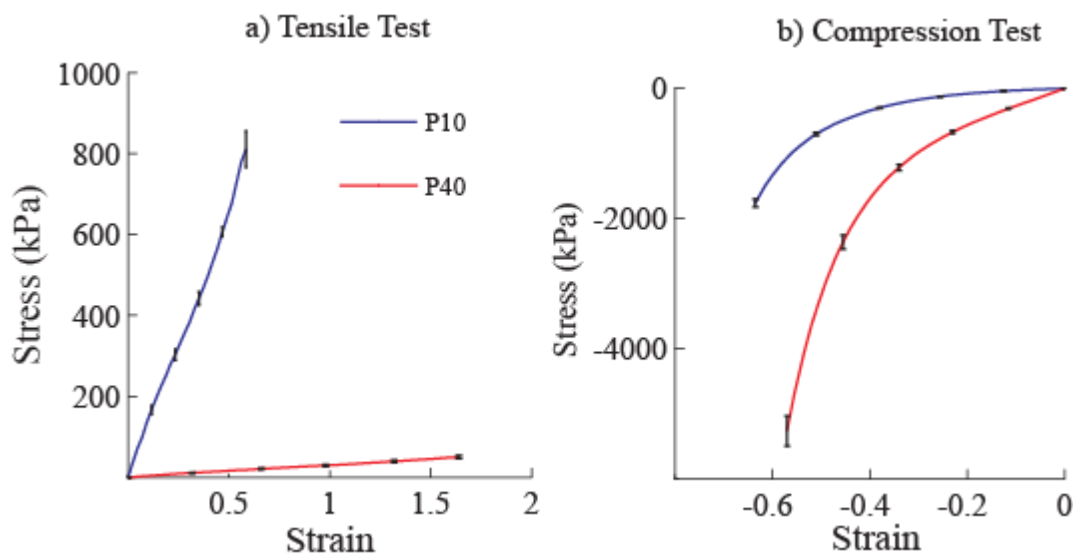 a) Tensile Test
1000
800
600
400
200
Stress (kPa)
P10
P40
0.5
1
1.5
2
Strain
b) Compression Test
0
-2000
-4000
Stress (kPa)
-0.6
-0.4
-0.2
0
Strain